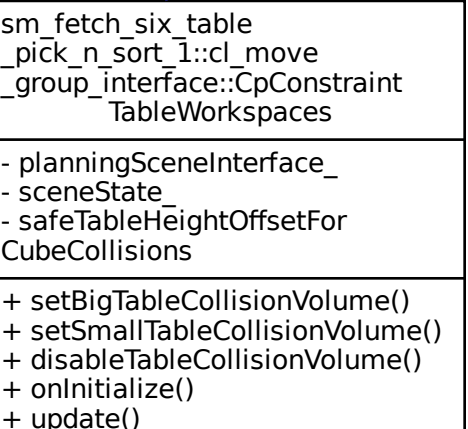 sm_fetch_six_table
_pick_n_sort_1::cl_move
_group_interface::CpConstraint
TableWorkspaces
- planningSceneInterface_
- sceneState_
- safeTableHeightOffsetFor
CubeCollisions
+ setBigTableCollisionVolume()
+ setSmallTableCollisionVolume()
+ disableTableCollisionVolume()
+ onInitialize()
+ update()